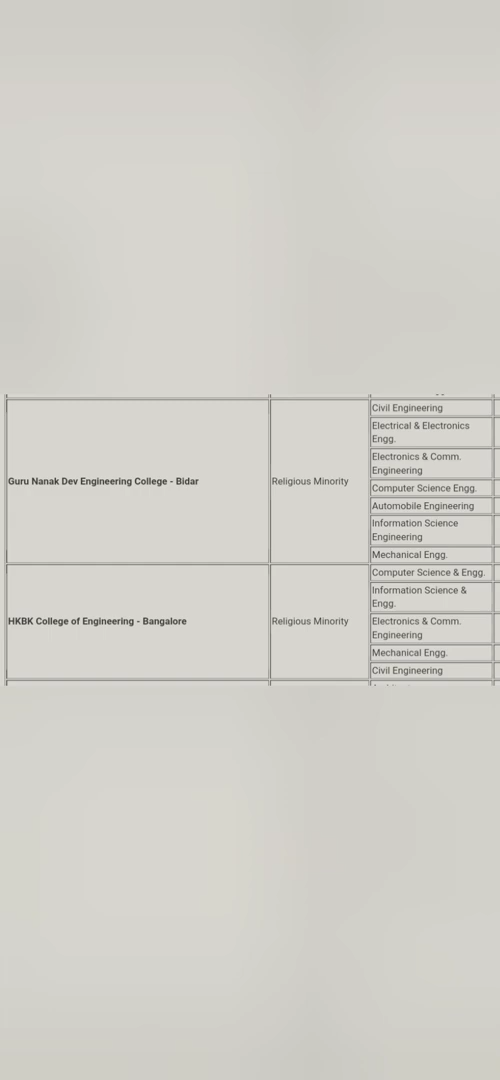 Civil Engineering
Electrical & Electronics
Engg.
Electronics & Comm.
Engineering
Guru Nanak Dev Engineering College - Bidar
Religious Minority
Computer Science Engg.
Automobile Engineering
Information Science
Engineering
Mechanical Engg.
Computer Science & Engg.
Information Science &
Engg.
HKBK College of Engineering - Bangalore
Religious Minority
Electronics & Comm.
Engineering
Mechanical Engg.
Civil Engineering